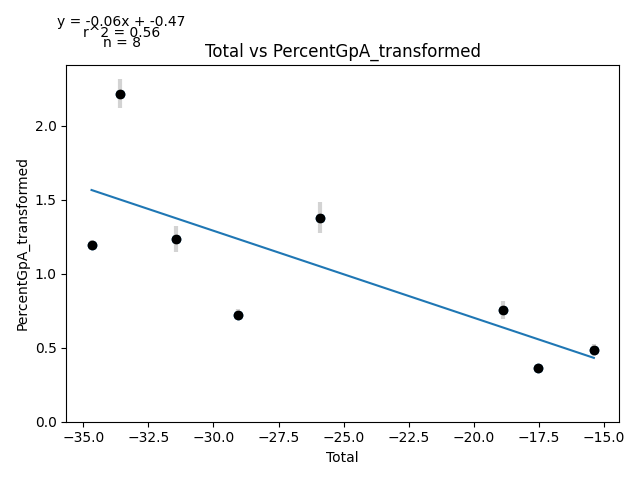 y = -0.06x + -0.47
r^2 = 0.56
n = 8
Total vs PercentGpA_transformed
PercentGpA_transformed
2.0
1.5
1.0
0.5
0.0
−35.0 −32.5 −30.0 −27.5 −25.0 −22.5 −20.0 −17.5 −15.0
Total